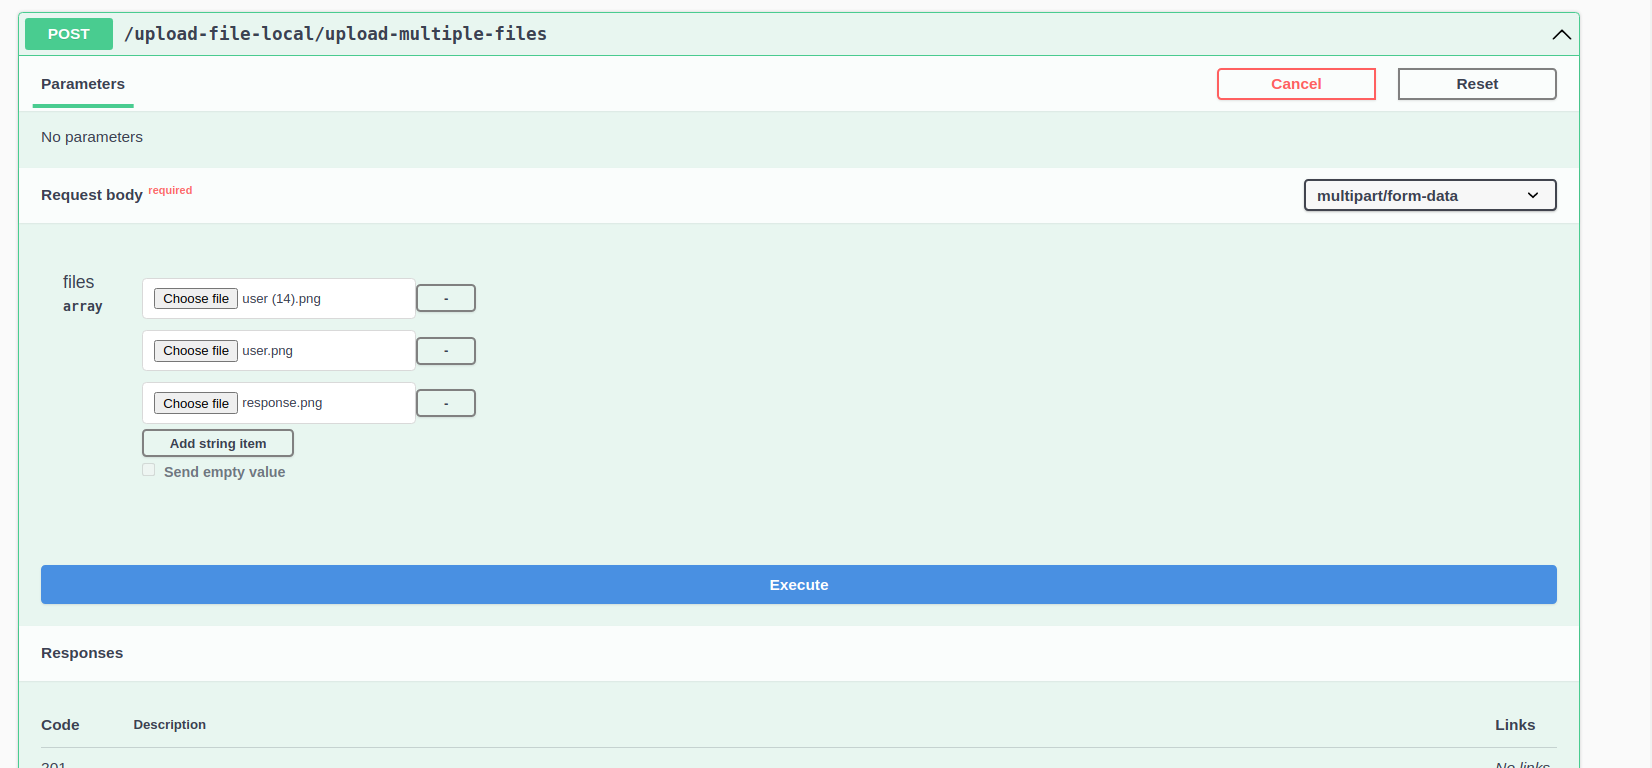 POST /upload-file-local/upload-multiple-files
Parameters
Cancel
Reset
No parameters
Request body required
multipart/form-data
files
array
Choose file user (14).png
-
Choose file user.png
-
Choose file response.png
-
Add string item
Send empty value
Execute
Responses
Code Description Links
201 No links